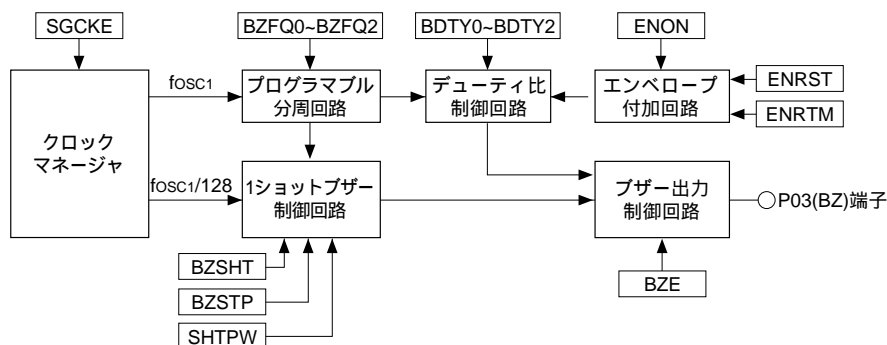 SGCKE
BZFQ0~BZFQ2
BDTY0~BDTY2
ENON
クロック
マネージャ
fOSC1
プログラマブル
分周回路
デューティ比
制御回路
エンベロープ
付加回路
ENRST
ENRTM
fOSC1/128
1ショットブザー
制御回路
ブザー出力
制御回路
P03(BZ)端子
BZSHT
BZSTP
SHTPW
BZE